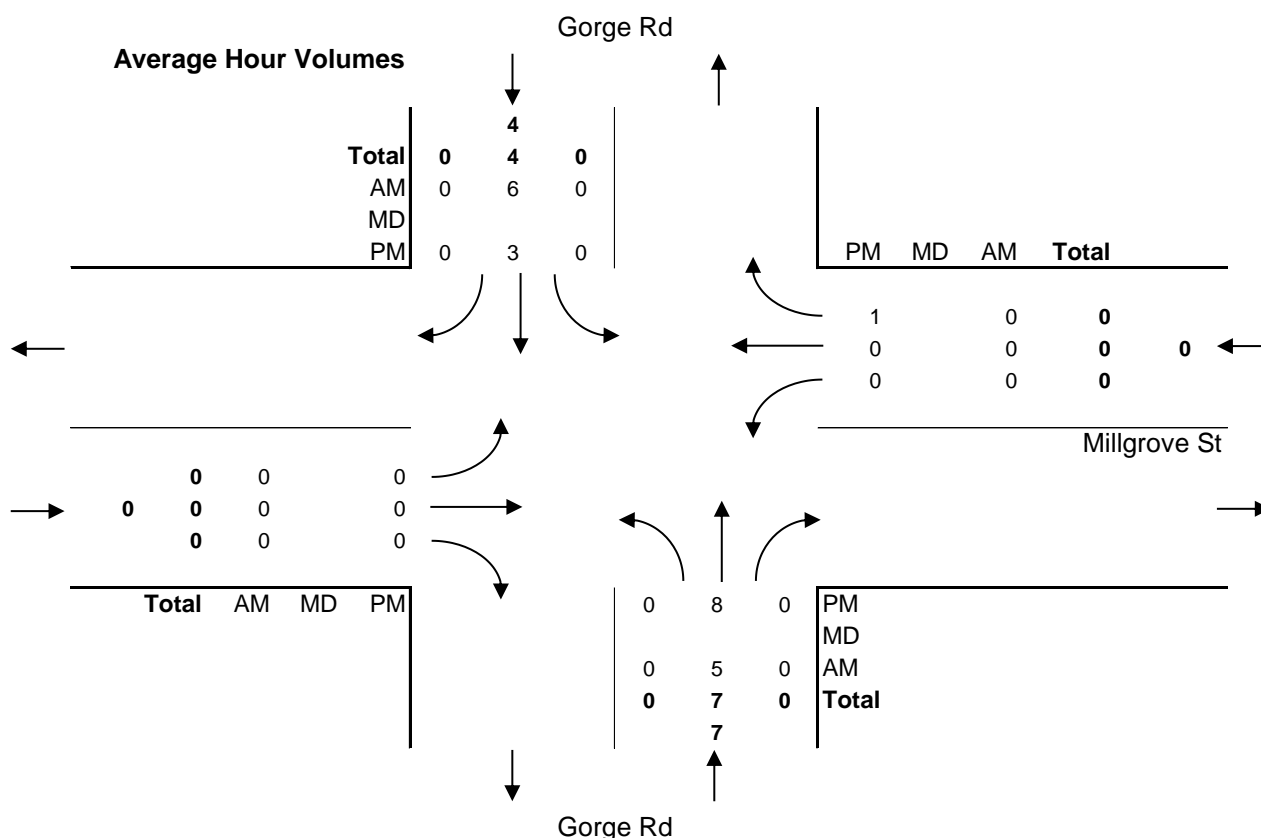 Gorge Rd
Average Hour Volumes
4
Total 0 4 0
AM 0 6 0
MD
PM 0 3 0
PM MD AM Total
1 0 0
0 0 0 0
0 0 0
Millgrove St
0 0 0
0 0 0 0
0 0 0
Total AM MD PM
0 8 0 PM
MD
0 5 0 AM
0 7 0 Total
7
Gorge Rd